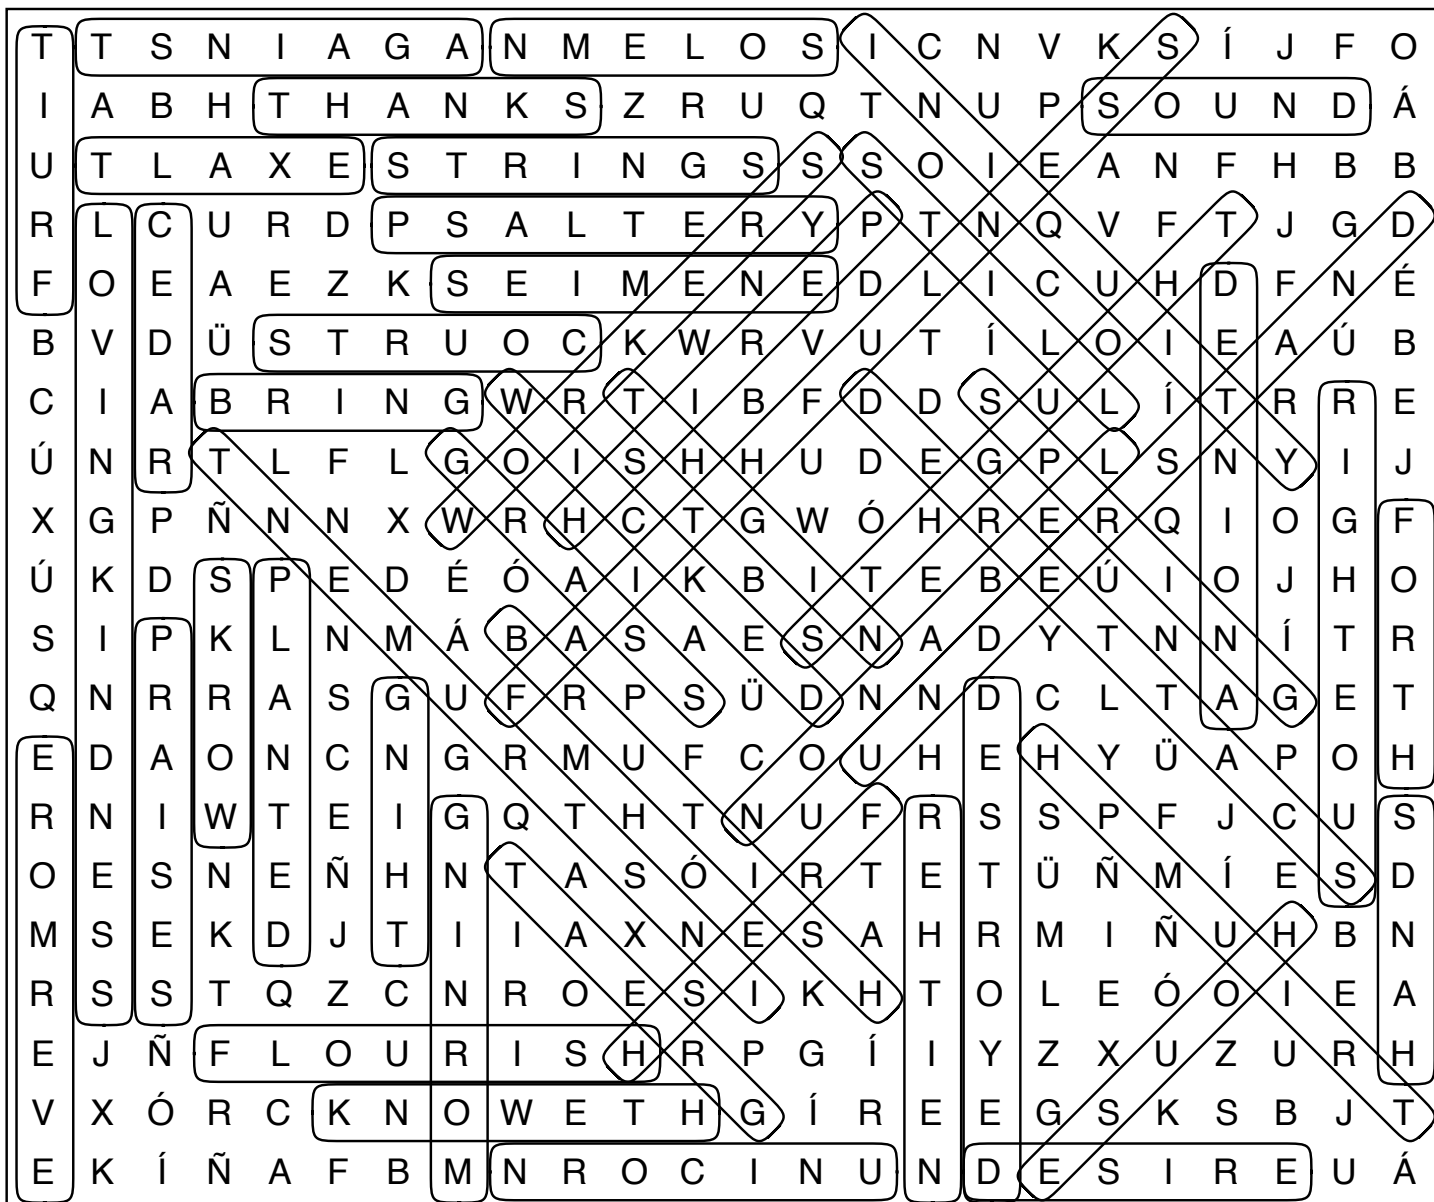 T T S N I A G A N M E L O S I C N V K S Í J F O
I A B H T H A N K S Z R U Q T N U P S O U N D Á
U T L A X E S T R I N G S S S O I E A N F H B B
R L C U R D P S A L T E R Y P T N Q V F T J G D
F O E A E Z K S E I M E N E D L I C U H D F N É
B V D Ü S T R U O C K W R V U T Í L O I E A Ú B
C I A B R I N G W R T I B F D D S U L Í T R R E
Ú N R T L F L G O I S H H U D E G P L S N Y I J
X G P Ñ N N X W R H C T G W Ó H R E R Q I O G F
Ú K D S P E D É Ó A I K B I T E B E Ú I O J H O
S I P K L N M Á B A S A E S N A D Y T N N Í T R
Q N R R A S G U F R P S Ü D N N D C L T A G E T
E D A O N C N G R M U F C O U H E H Y Ü A P O H
R N I W T E I G Q T H T N U F R S S P F J C U S
O E S N E Ñ H N T A S Ó I R T E T Ü Ñ M Í E S D
M S E K D J T I I A X N E S A H R M I Ñ U H B N
R S S T Q Z C N R O E S I K H T O L E Ó O I E A
E J Ñ F L O U R I S H R P G Í I Y Z X U Z U R H
V X Ó R C K N O W E T H G Í R E E G S K S B J T
E K Í Ñ A F B M N R O C I N U N D E S I R E U Á